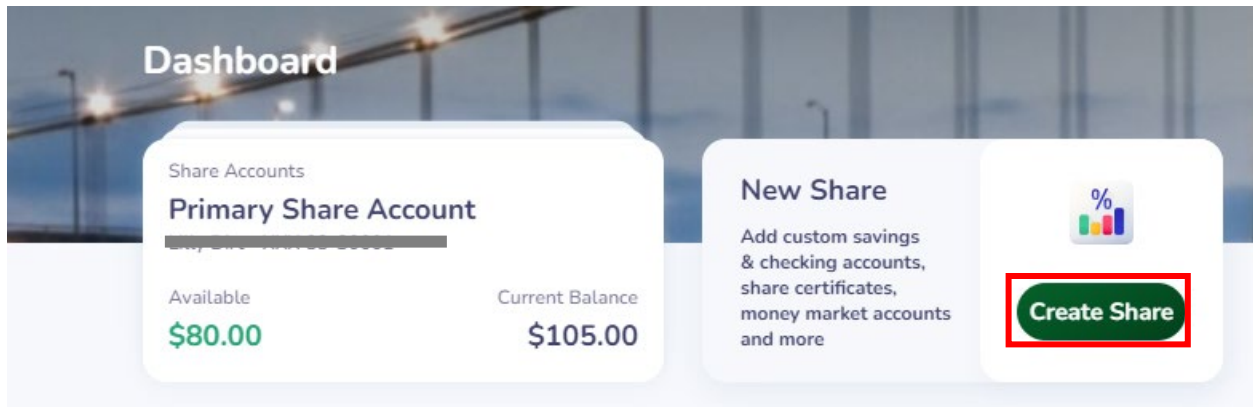 Dashboard
Share Accounts
Primary Share Account
Available
Current Balance
$80.00
$105.00
New Share
Add custom savings
& checking accounts,
share certificates,
money market accounts
and more
%
Create Share